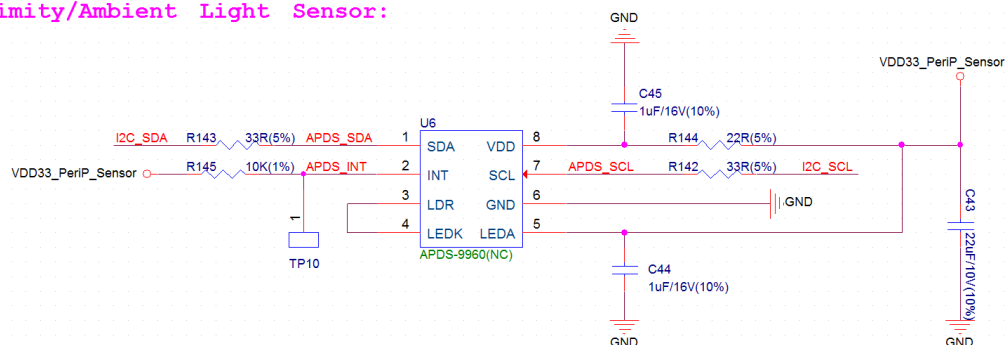 imity/Ambient Light Sensor:
GND
VDD33_PeriP_Sensor
C45
1uF/16V(10%)
U6
I2C_SDA R143 33R(5%) APDS_SDA 1 SDA VDD 8 R144 22R(5%)
VDD33_PeriP_Sensor R145 10K(1%) APDS_INT 2 INT SCL 7 APDS_SCL R142 33R(5%) I2C_SCL
3 LDR GND 6 GND
4 LEDK LEDA 5
APDS-9960(NC)
1
TP10
C44
1uF/16V(10%)
C43
22uF/10V(10%)
GND
GND